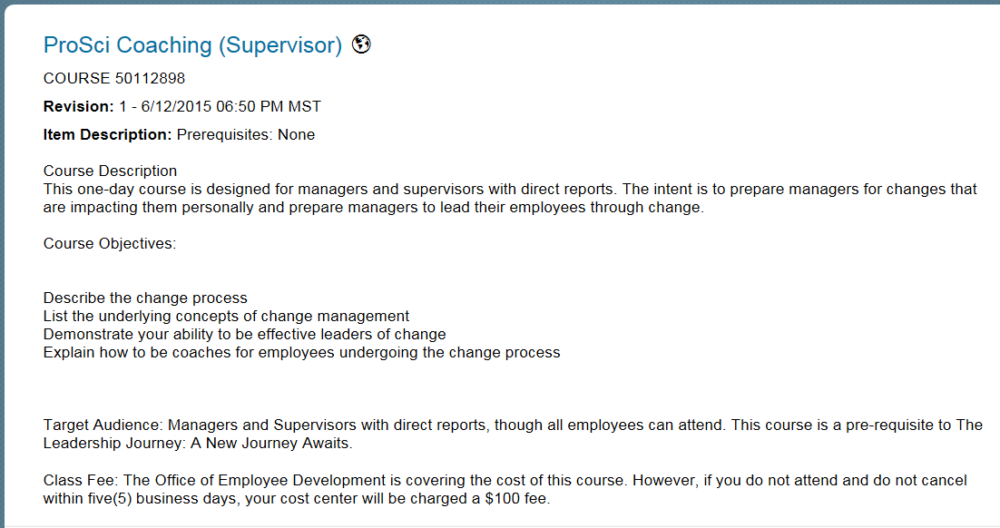 ProSci Coaching (Supervisor)
COURSE 50112898
Revision: 1 - 6/12/2015 06:50 PM MST
Item Description: Prerequisites: None
Course Description
This one-day course is designed for managers and supervisors with direct reports. The intent is to prepare managers for changes that
are impacting them personally and prepare managers to lead their employees through change.
Course Objectives:
Describe the change process
List the underlying concepts of change management
Demonstrate your ability to be effective leaders of change
Explain how to be coaches for employees undergoing the change process
Target Audience: Managers and Supervisors with direct reports, though all employees can attend. This course is a pre-requisite to The
Leadership Journey: A New Journey Awaits.
Class Fee: The Office of Employee Development is covering the cost of this course. However, if you do not attend and do not cancel
within five(5) business days, your cost center will be charged a $100 fee.